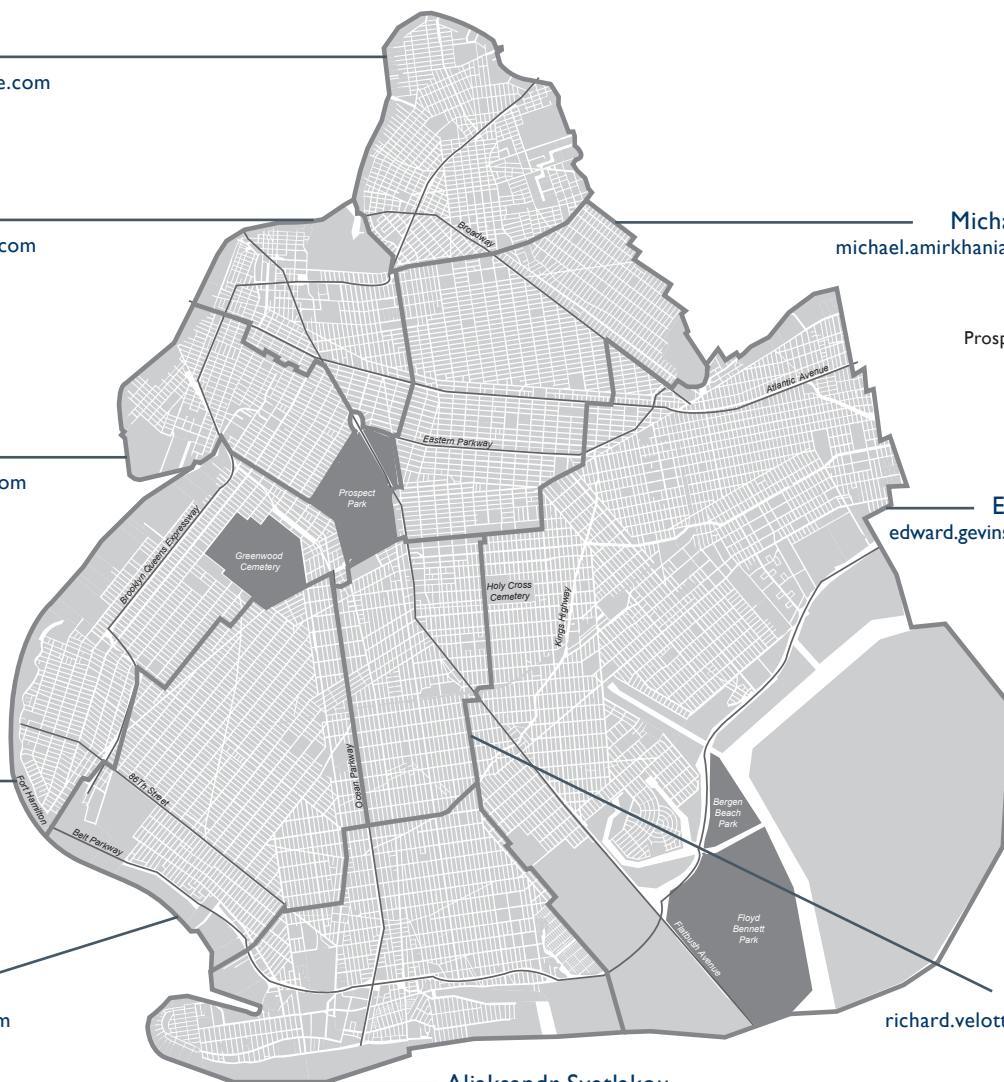 e.com
.com
Micha
michael.amirkhania
Broadway
Prosp
Atlantic Avenue
Eastern Parkway
om
Prospect
Park
E
edward.gevins
Brooklyn Queens Expressway
Greenwood
Cemetery
Holy Cross
Cemetery
Kings Highway
Ocean Parkway
86Th Street
Fort Hamilton
Belt Parkway
Bergen
Beach
Park
Floyd
Bennett
Park
Flatbush Avenue
m
richard.velott